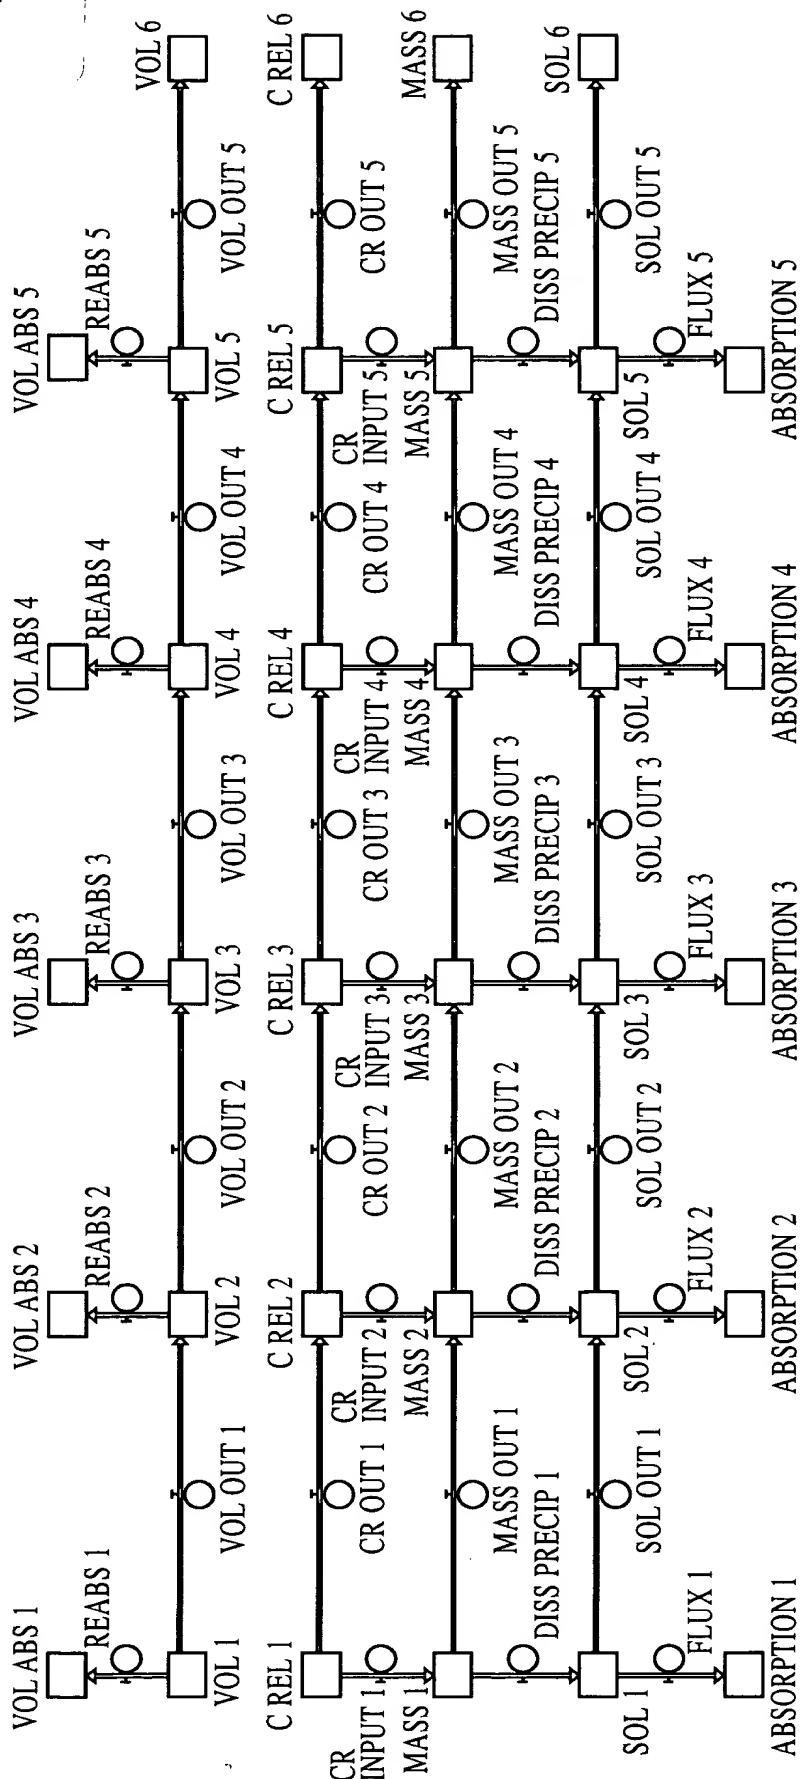 VOL ABS 1
VOL ABS 2
VOL ABS 3
VOL ABS 4
VOL ABS 5
REABS 1
REABS 2
REABS 3
REABS 4
REABS 5
VOL 6
VOL 1
VOL OUT 1
VOL 2
VOL OUT 2
VOL 3
VOL OUT 3
VOL 4
VOL OUT 4
VOL 5
VOL OUT 5
C REL 1
C REL 2
C REL 3
C REL 4
C REL 5
C REL 6
CR
INPUT 1
CR OUT 1
CR
INPUT 2
CR OUT 2
CR
INPUT 3
CR OUT 3
CR
INPUT 4
CR OUT 4
CR
INPUT 5
CR OUT 5
MASS 1
MASS 2
MASS 3
MASS 4
MASS 5
MASS 6
MASS OUT 1
MASS OUT 2
MASS OUT 3
MASS OUT 4
MASS OUT 5
DISS PRECIP 1
DISS PRECIP 2
DISS PRECIP 3
DISS PRECIP 4
DISS PRECIP 5
SOL 6
SOL 1
SOL OUT 1
SOL 2
SOL OUT 2
SOL 3
SOL OUT 3
SOL 4
SOL OUT 4
SOL 5
SOL OUT 5
FLUX 1
FLUX 2
FLUX 3
FLUX 4
FLUX 5
ABSORPTION 1
ABSORPTION 2
ABSORPTION 3
ABSORPTION 4
ABSORPTION 5